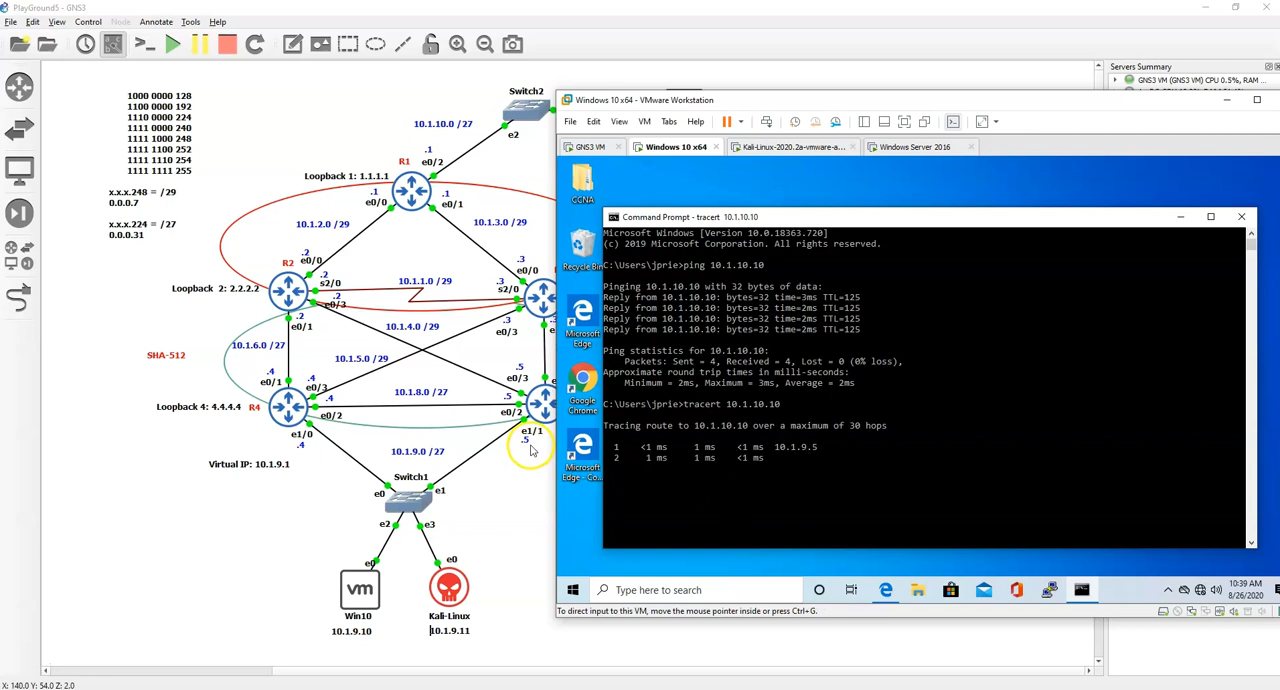 PlayGround5 - GNS3
File Edit View Control Node Annotate Tools Help
1000 0000 128
1100 0000 192
1110 0000 224
1111 0000 240
1111 1000 248
1111 1100 252
1111 1110 254
1111 1111 255
x.x.x.248 = /29
0.0.0.7
x.x.x.224 = /27
0.0.0.31
Switch2
10.1.10.0 /27
e2
.1
R1
e0/2
Loopback 1: 1.1.1.1
.1
.1
e0/0
e0/1
10.1.2.0 /29
10.1.3.0 /29
.2
R2
e0/0
.3
e0/0
Loopback 2: 2.2.2.2
.2
s2/0
10.1.1.0 /29
.3
s2/0
.2
e0/3
.2
e0/1
10.1.4.0 /29
.3
e0/3
10.1.6.0 /27
SHA-512
10.1.5.0 /29
.4
e0/1
.4
e0/3
.5
e0/3
10.1.8.0 /29
Loopback 4: 4.4.4.4
R4
.4
e0/2
.5
e0/2
e1/0
.4
e1/1
.5
Virtual IP: 10.1.9.1
10.1.9.0 /27
Switch1
e0
e1
e2
e3
e0
e0
Win10
Kali-Linux
10.1.9.10
10.1.9.11
X: 140.0 Y: 54.0 Z: 2.0
Servers Summary
GNS3 VM (GNS3 VM) CPU 0.5%, RAM ...
Windows 10 x64 - VMware Workstation
File Edit View VM Tabs Help
GNS3 VM
Windows 10 x64
Kali-Linux-2020.2a-vmware-a...
Windows Server 2016
CCNA
Recycle Bin
Microsoft
Edge
Google
Chrome
Microsoft
Edge - Co...
Command Prompt - tracert 10.1.10.10
Microsoft Windows [Version 10.0.18363.720]
(c) 2019 Microsoft Corporation. All rights reserved.
C:\Users\jprie>ping 10.1.10.10
Pinging 10.1.10.10 with 32 bytes of data:
Reply from 10.1.10.10: bytes=32 time=3ms TTL=125
Reply from 10.1.10.10: bytes=32 time=2ms TTL=125
Reply from 10.1.10.10: bytes=32 time=3ms TTL=125
Reply from 10.1.10.10: bytes=32 time=2ms TTL=125
Ping statistics for 10.1.10.10:
Packets: Sent = 4, Received = 4, Lost = 0 (0% loss),
Approximate round trip times in milli-seconds:
Minimum = 2ms, Maximum = 3ms, Average = 2ms
C:\Users\jprie>tracert 10.1.10.10
Tracing route to 10.1.10.10 over a maximum of 30 hops
1 <1 ms 1 ms <1 ms 10.1.9.5
2 1 ms 1 ms <1 ms
Type here to search
10:39 AM
8/26/2020
To direct input to this VM, move the mouse pointer inside or press Ctrl+G.